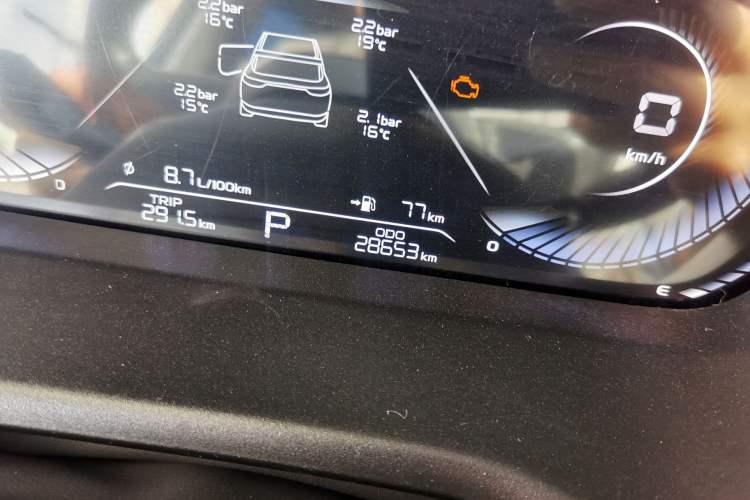 2.2bar
16℃
2.2bar
19℃
2.2bar
15℃
2.1bar
16℃
0
km/h
8.7L/100km
77km
TRIP
291.5km
P
ODO
28653km
0
0
E